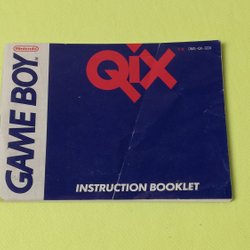 Nintendo
GAME BOY
QiX
INSTRUCTION BOOKLET